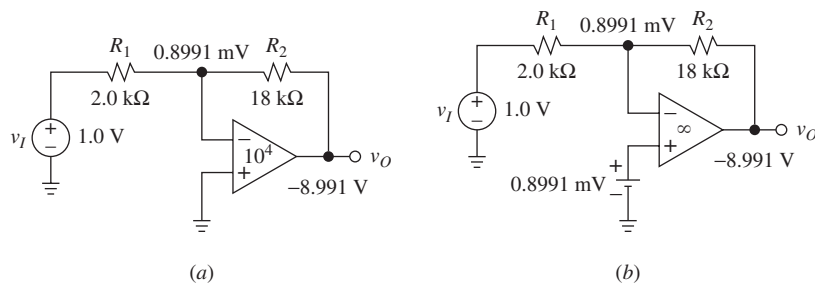 R1 0.8991 mV R2
2.0 kΩ 18 kΩ
vI + − 1.0 V
− 10^4 +
vO
−8.991 V
(a)
R1 0.8991 mV R2
2.0 kΩ 18 kΩ
vI + − 1.0 V
− ∞ +
vO
−8.991 V
0.8991 mV + −
(b)